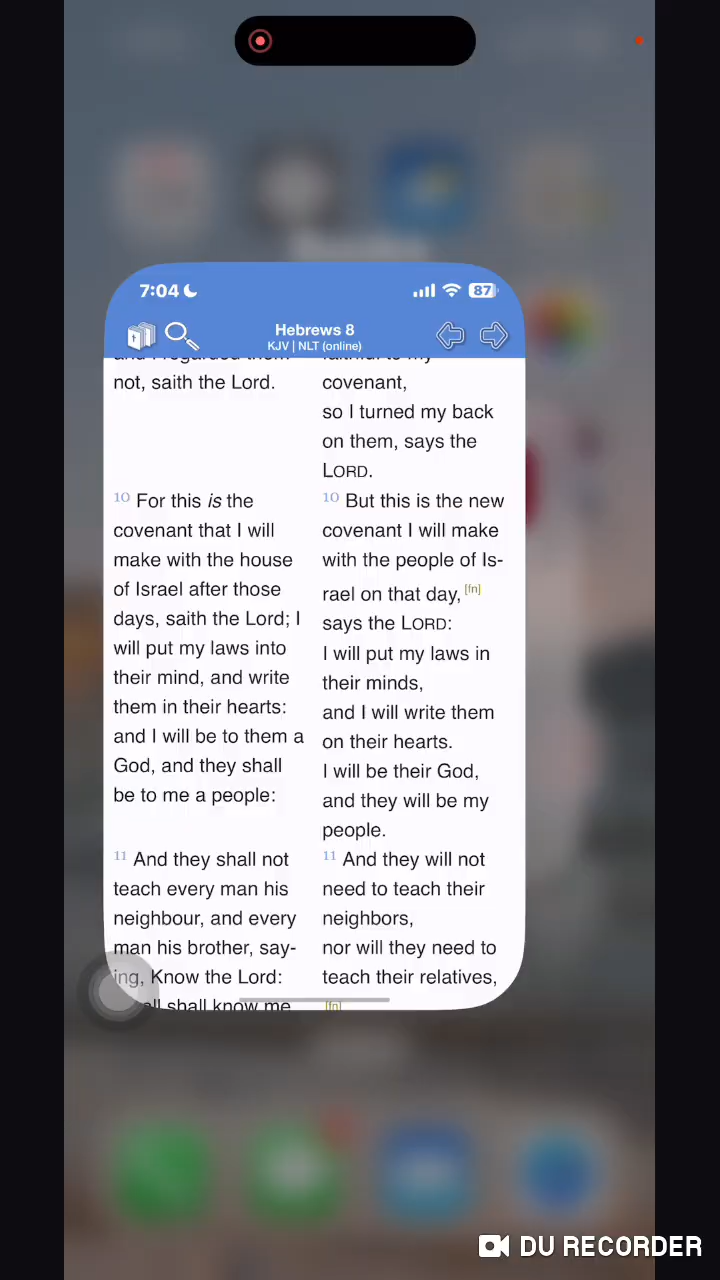 7:04
87
Hebrews 8
KJV | NLT (online)
not, saith the Lord.
10 For this is the
covenant that I will
make with the house
of Israel after those
days, saith the Lord; I
will put my laws into
their mind, and write
them in their hearts:
and I will be to them a
God, and they shall
be to me a people:
11 And they shall not
teach every man his
neighbour, and every
man his brother, say-
ing, Know the Lord:
all shall know me
covenant,
so I turned my back
on them, says the
LORD.
10 But this is the new
covenant I will make
with the people of Is-
rael on that day, [fn]
says the LORD:
I will put my laws in
their minds,
and I will write them
on their hearts.
I will be their God,
and they will be my
people.
11 And they will not
need to teach their
neighbors,
nor will they need to
teach their relatives,
[fn]
DU RECORDER